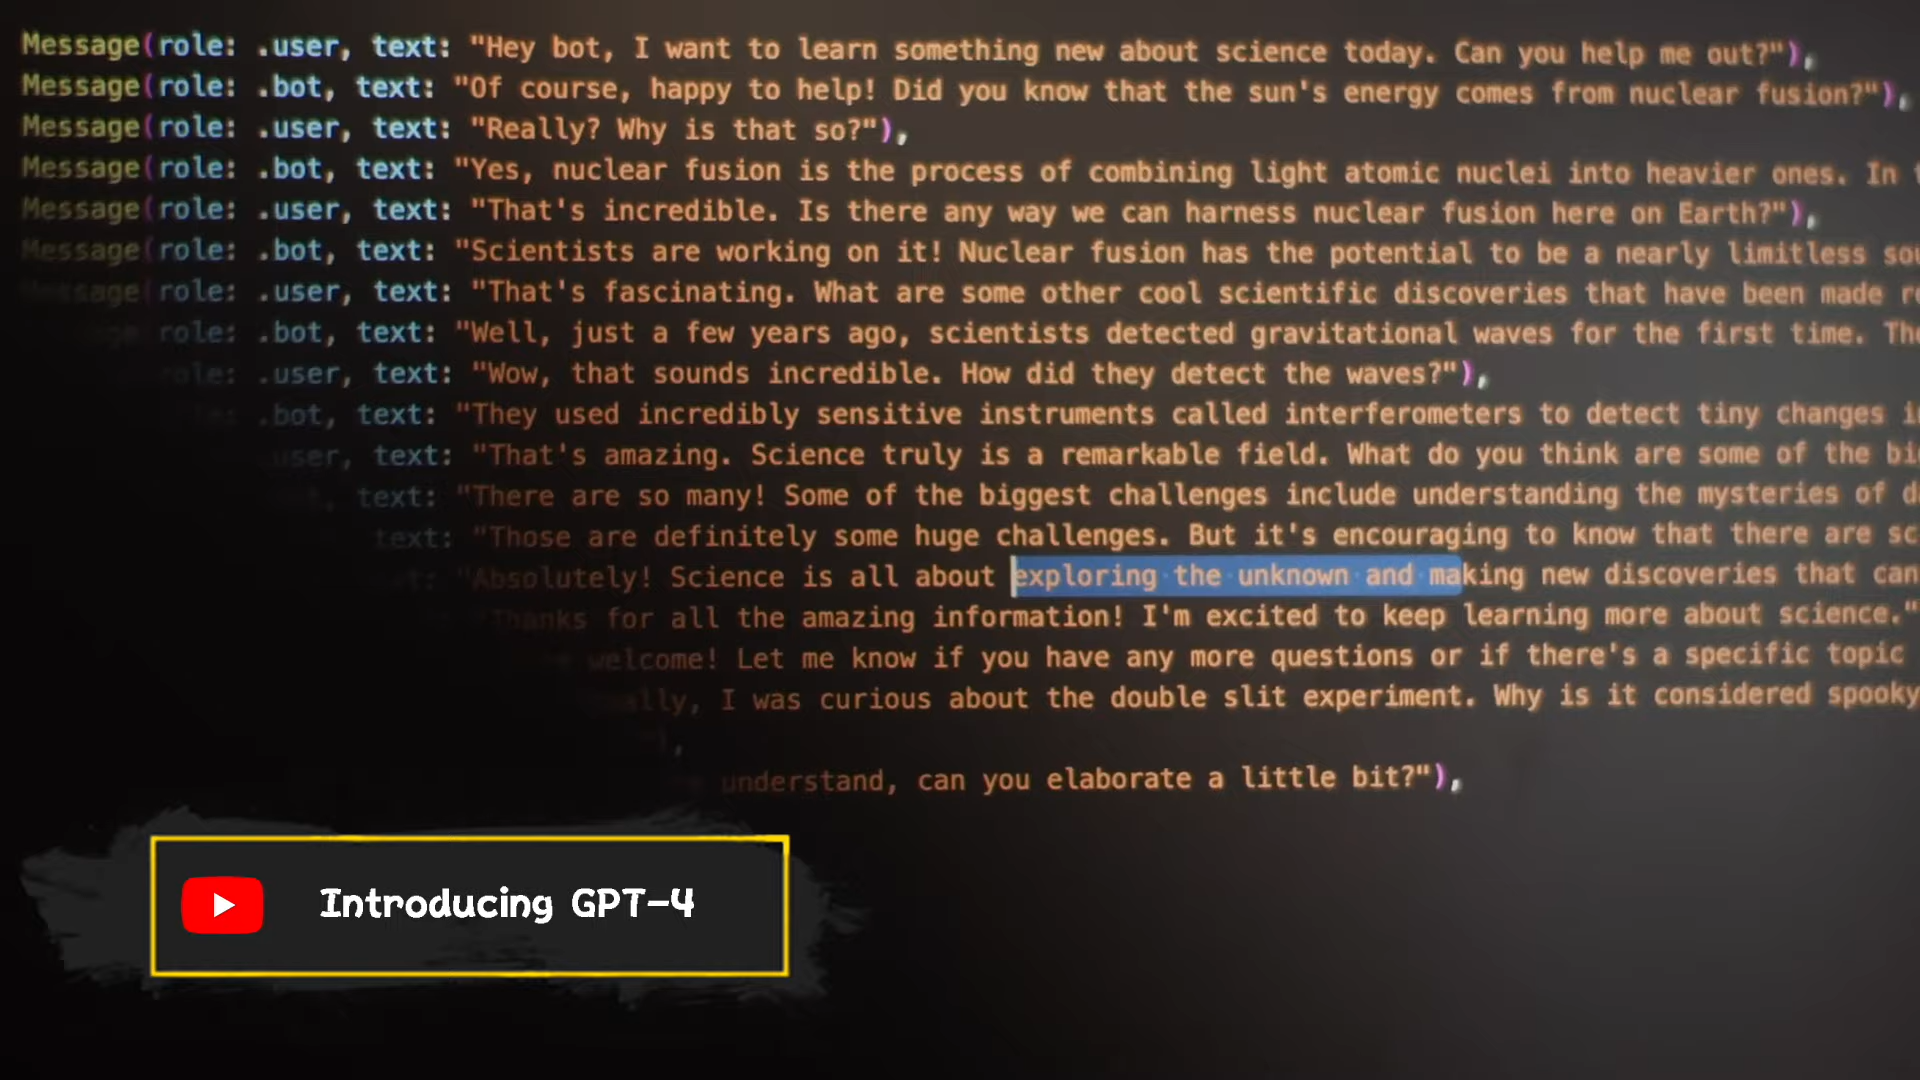 Message(role: .user, text: "Hey bot, I want to learn something new about science today. Can you help me out?"),
Message(role: .bot, text: "Of course, happy to help! Did you know that the sun's energy comes from nuclear fusion?"),
Message(role: .user, text: "Really? Why is that so?"),
Message(role: .bot, text: "Yes, nuclear fusion is the process of combining light atomic nuclei into heavier ones. In
Message(role: .user, text: "That's incredible. Is there any way we can harness nuclear fusion here on Earth?"),
Message(role: .bot, text: "Scientists are working on it! Nuclear fusion has the potential to be a nearly limitless
Message(role: .user, text: "That's fascinating. What are some other cool scientific discoveries that have been made
role: .bot, text: "Well, just a few years ago, scientists detected gravitational waves for the first time.
role: .user, text: "Wow, that sounds incredible. How did they detect the waves?"),
.bot, text: "They used incredibly sensitive instruments called interferometers to detect tiny changes
user, text: "That's amazing. Science truly is a remarkable field. What do you think are some of the
text: "There are so many! Some of the biggest challenges include understanding the mysteries of
text: "Those are definitely some huge challenges. But it's encouraging to know that there are
"Absolutely! Science is all about exploring the unknown and making new discoveries that can
"Thanks for all the amazing information! I'm excited to keep learning more about science."
welcome! Let me know if you have any more questions or if there's a specific topic
I was curious about the double slit experiment. Why is it considered spooky
understand, can you elaborate a little bit?"),
Introducing GPT-4